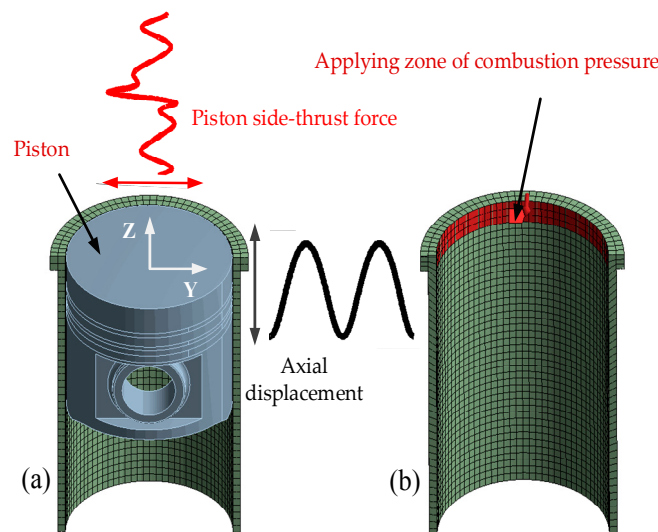 Applying zone of combustion pressure
Piston side-thrust force
Piston
Z
Y
Axial
displacement
(a)
(b)